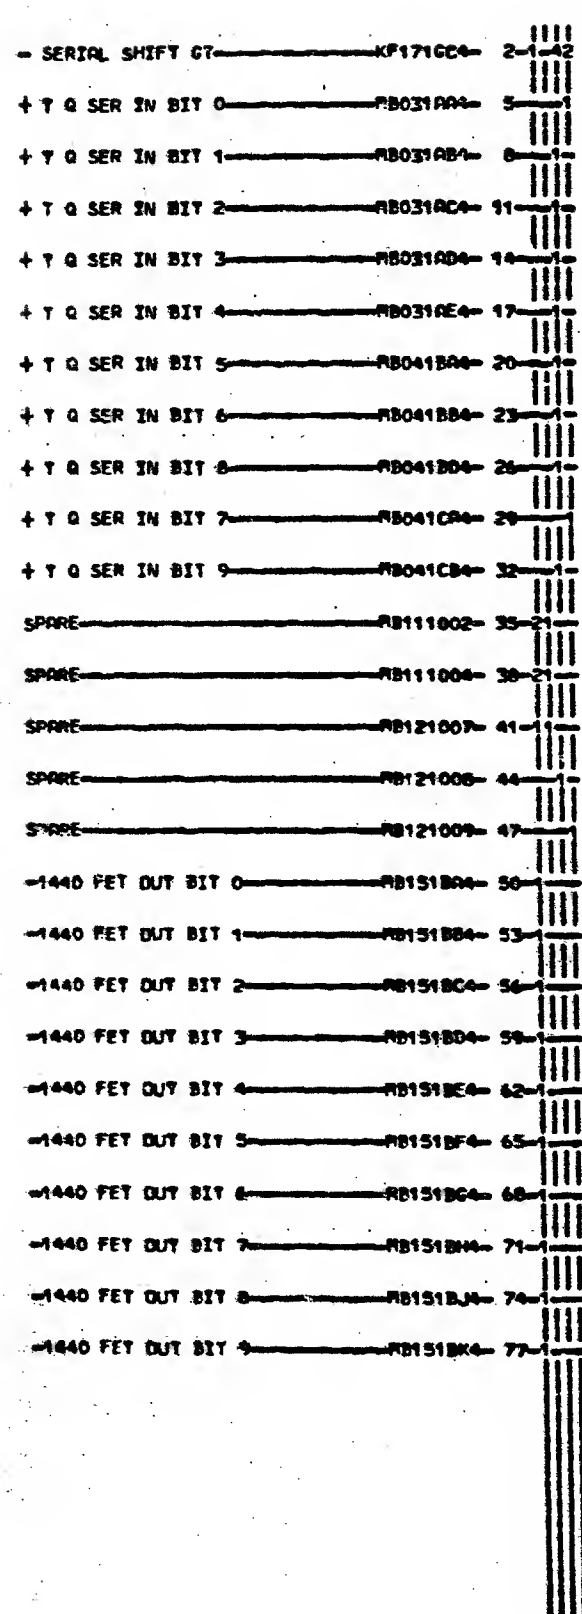 - SERIAL SHIFT GT KF171GC4- 2-1-42
+ T Q SER IN BIT 0 RB031AA4- 5 1
+ T Q SER IN BIT 1 RB031AB4- 8 1-
+ T Q SER IN BIT 2 RB031AC4- 11 1-
+ T Q SER IN BIT 3 RB031AD4- 14 1-
+ T Q SER IN BIT 4 RB031AE4- 17 1-
+ T Q SER IN BIT 5 RB041BA4- 20 1-
+ T Q SER IN BIT 6 RB041BB4- 23 1-
+ T Q SER IN BIT 8 RB041BD4- 26 1-
+ T Q SER IN BIT 7 RB041CA4- 29 1
+ T Q SER IN BIT 9 RB041CB4- 32 1-
SPARE RB111002- 35-21-
SPARE RB111004- 38-21-
SPARE RB121007- 41-11-
SPARE RB121008- 44 1-
SPARE RB121009- 47 1
-1440 FET OUT BIT 0 RB151BA4- 50-1
-1440 FET OUT BIT 1 RB151BB4- 53-1
-1440 FET OUT BIT 2 RB151BC4- 56-1
-1440 FET OUT BIT 3 RB151BD4- 59-1
-1440 FET OUT BIT 4 RB151BE4- 62-1
-1440 FET OUT BIT 5 RB151BF4- 65-1
-1440 FET OUT BIT 6 RB151BG4- 68-1
-1440 FET OUT BIT 7 RB151BH4- 71-1
-1440 FET OUT BIT 8 RB151BJ4- 74-1
-1440 FET OUT BIT 9 RB151BK4- 77-1